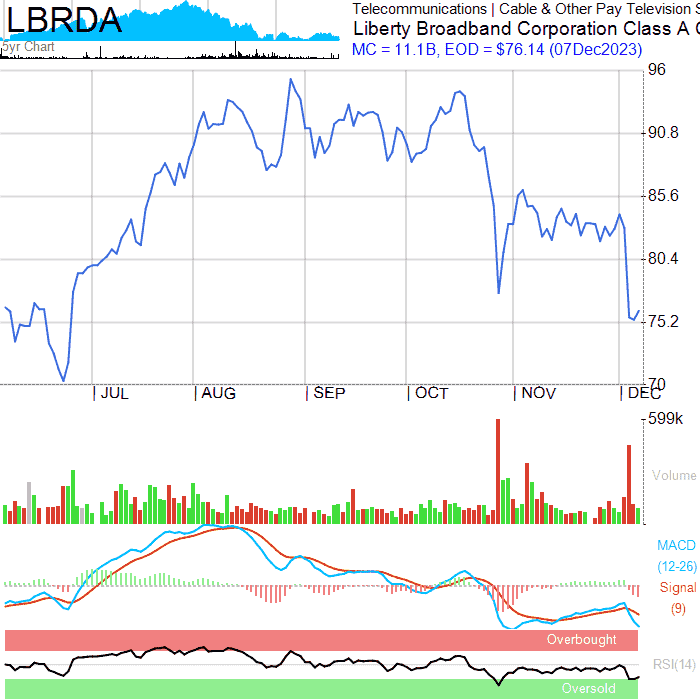 LBRDA
5yr Chart
Telecommunications | Cable & Other Pay Television S
Liberty Broadband Corporation Class A C
MC = 11.1B, EOD = $76.14 (07Dec2023)
96
90.8
85.6
80.4
75.2
70
JUL AUG SEP OCT NOV DEC
599k
Volume
MACD
(12-26)
Signal
(9)
Overbought
RSI(14)
Oversold